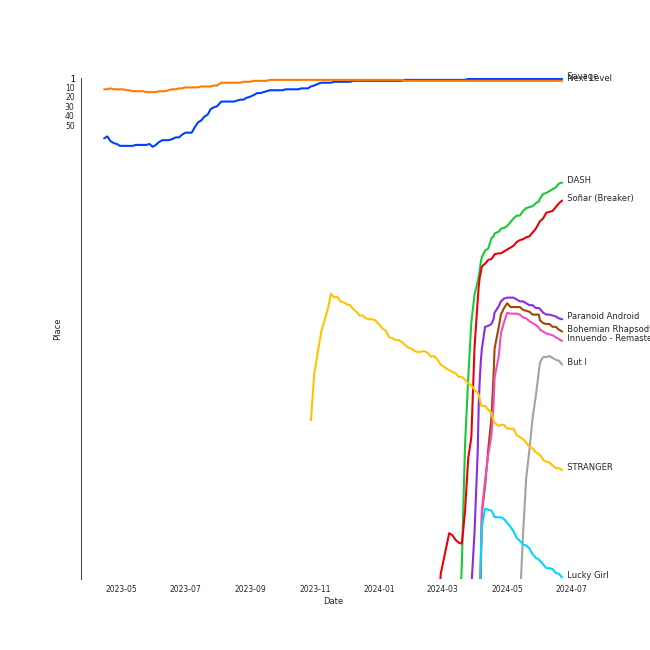 Savage
Next Level
1
10
20
30
40
50
DASH
Soñar (Breaker)
Paranoid Android
Bohemian Rhapsody
Innuendo - Remaste
But I
STRANGER
Lucky Girl
Place
2023-05
2023-07
2023-09
2023-11
2024-01
2024-03
2024-05
2024-07
Date